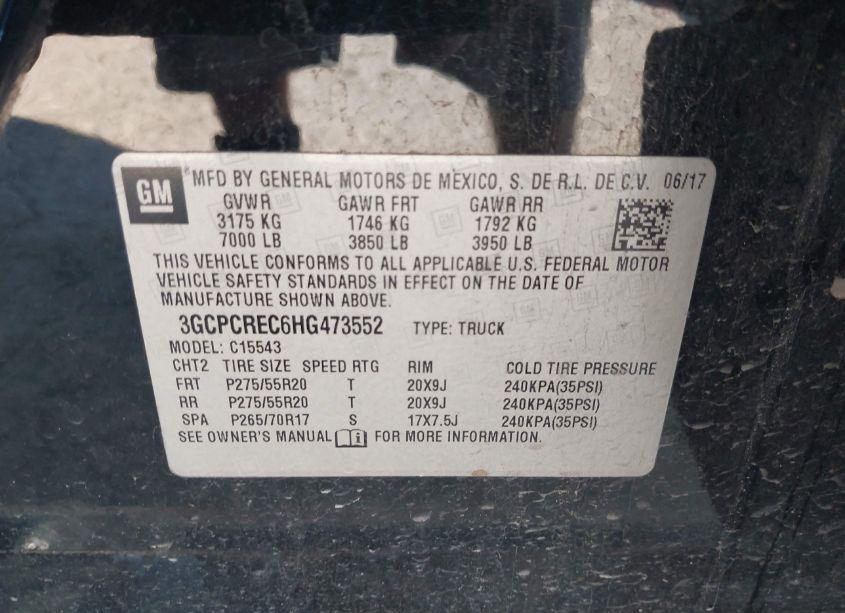 GM
MFD BY GENERAL MOTORS DE MEXICO, S. DE R.L. DE C.V. 06/17
GVWR GAWR FRT GAWR RR
3175 KG 1746 KG 1792 KG
7000 LB 3850 LB 3950 LB
THIS VEHICLE CONFORMS TO ALL APPLICABLE U.S. FEDERAL MOTOR
VEHICLE SAFETY STANDARDS IN EFFECT ON THE DATE OF
MANUFACTURE SHOWN ABOVE.
3GCPCREC6HG473552 TYPE: TRUCK
MODEL: C15543
CHT2 TIRE SIZE SPEED RTG RIM COLD TIRE PRESSURE
FRT P275/55R20 T 20X9J 240KPA(35PSI)
RR P275/55R20 T 20X9J 240KPA(35PSI)
SPA P265/70R17 S 17X7.5J 240KPA(35PSI)
SEE OWNER'S MANUAL i FOR MORE INFORMATION.